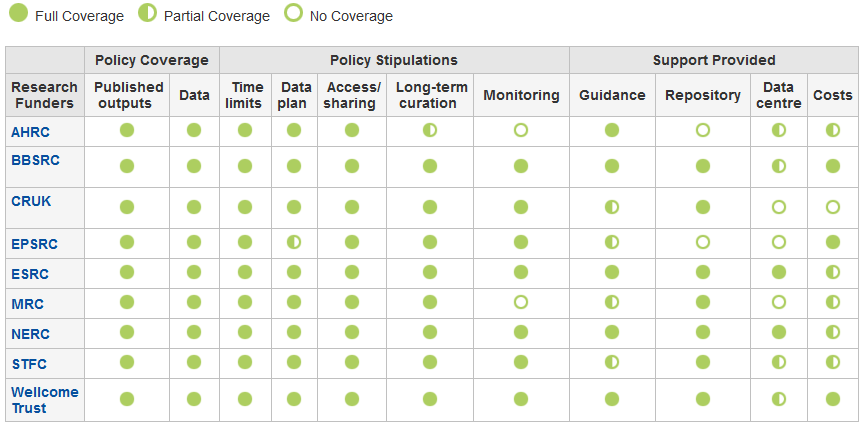 Full Coverage Partial Coverage No Coverage
Policy Coverage Policy Stipulations Support Provided
Research Funders Published outputs Data Time limits Data plan Access/sharing Long-term curation Monitoring Guidance Repository Data centre Costs
AHRC
BBSRC
CRUK
EPSRC
ESRC
MRC
NERC
STFC
Wellcome
Trust